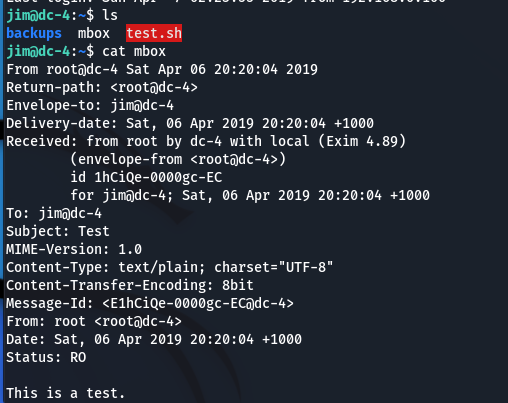 jim@dc-4:~$ ls
backups  mbox  test.sh
jim@dc-4:~$ cat mbox
From root@dc-4 Sat Apr 06 20:20:04 2019
Return-path: <root@dc-4>
Envelope-to: jim@dc-4
Delivery-date: Sat, 06 Apr 2019 20:20:04 +1000
Received: from root by dc-4 with local (Exim 4.89)
        (envelope-from <root@dc-4>)
        id 1hCiQe-0000gc-EC
        for jim@dc-4; Sat, 06 Apr 2019 20:20:04 +1000
To: jim@dc-4
Subject: Test
MIME-Version: 1.0
Content-Type: text/plain; charset="UTF-8"
Content-Transfer-Encoding: 8bit
Message-Id: <E1hCiQe-0000gc-EC@dc-4>
From: root <root@dc-4>
Date: Sat, 06 Apr 2019 20:20:04 +1000
Status: RO

This is a test.